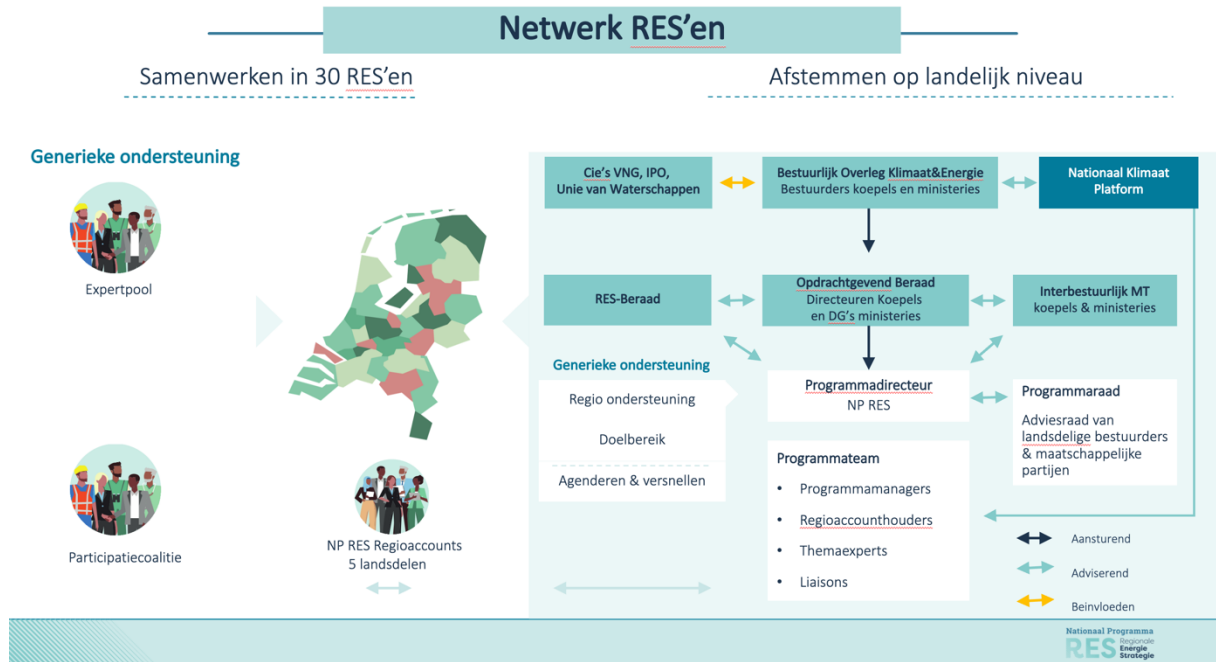 Netwerk RES'en
Samenwerken in 30 RES'en
Afstemmen op landelijk niveau
Generieke ondersteuning
Expertpool
Participatiecoalitie
NP RES Regioaccounts
5 landsdelen
Cie's VNG, IPO,
Unie van Waterschappen
Bestuurlijk Overleg Klimaat&Energie
Bestuurders koepels en ministeries
Nationaal Klimaat
Platform
RES-Beraad
Opdrachtgevend Beraad
Directeuren Koepels
en DG's ministeries
Interbestuurlijk MT
koepels & ministeries
Generieke ondersteuning
Regio ondersteuning
Doelbereik
Agenderen & versnellen
Programmadirecteur
NP RES
Programmaraad
Adviesraad van
landsdelige bestuurders
& maatschappelijke
partijen
Programmateam
• Programmamanagers
• Regioaccounthouders
• Themaexperts
• Liaisons
Aansturend
Adviserend
Beinvloeden
Nationaal Programma
RES Regionale
Energie
Strategie